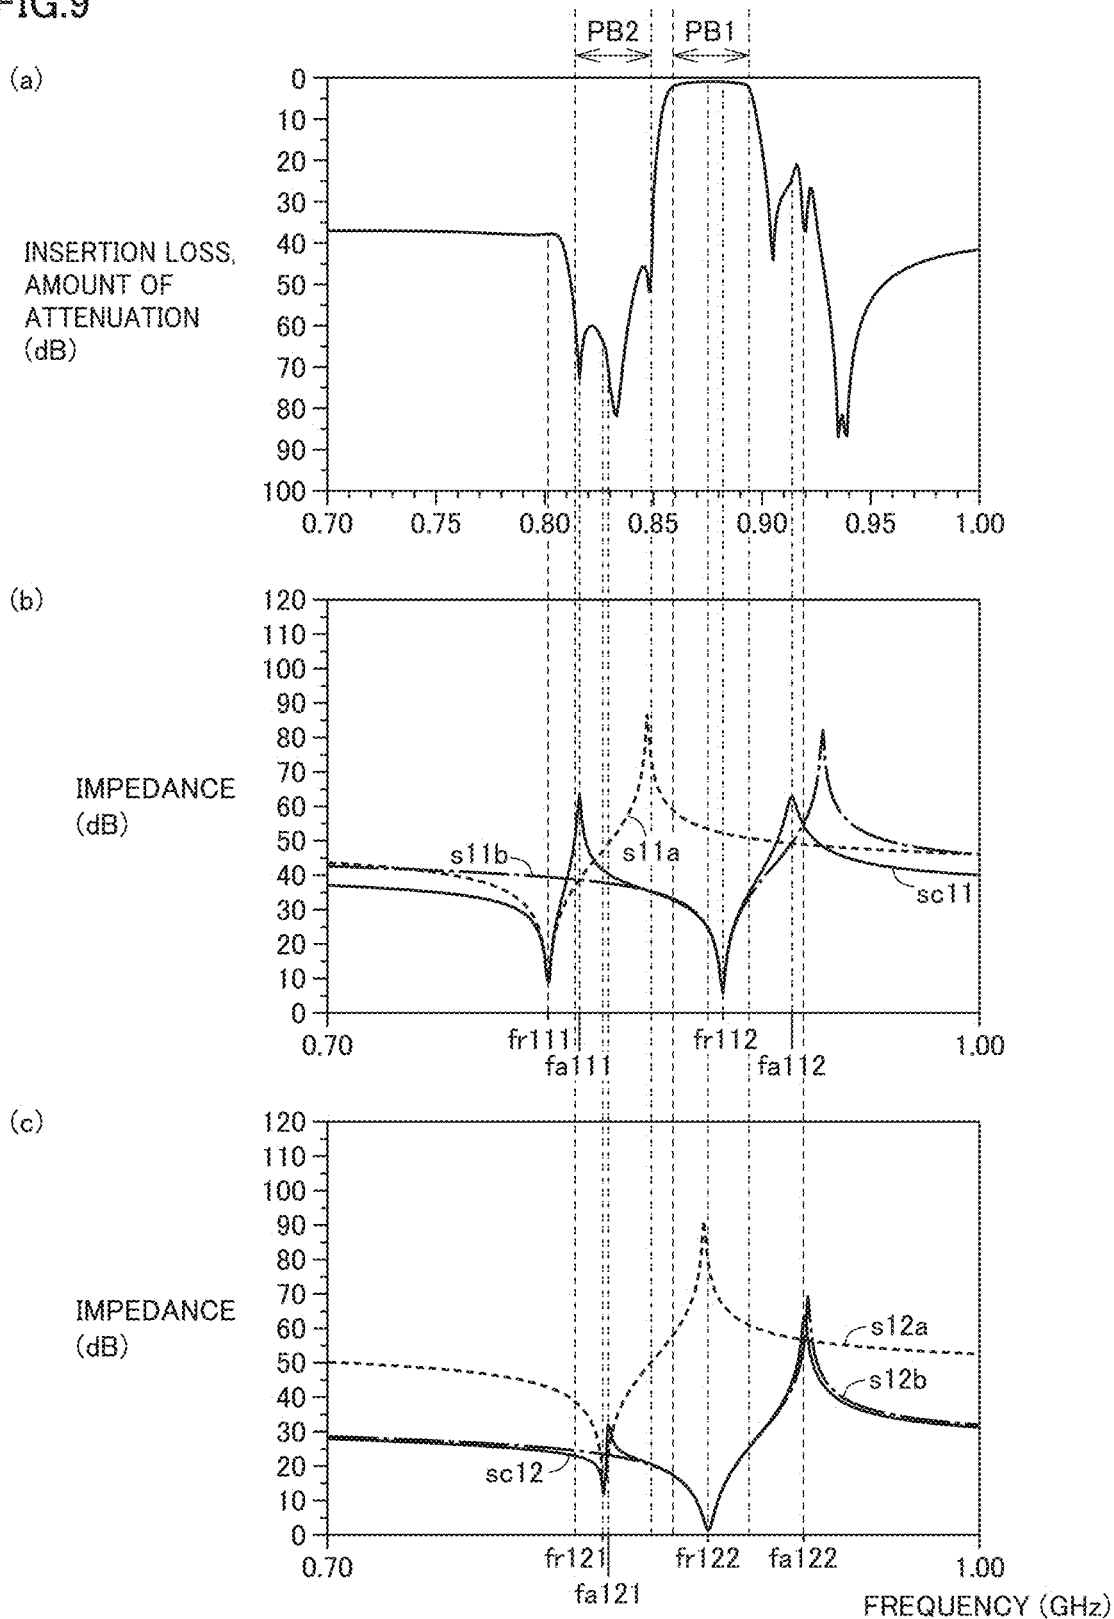 FIG.9
PB2 PB1
(a)
0
10
20
30
40
50
60
70
80
90
100
INSERTION LOSS,
AMOUNT OF
ATTENUATION
(dB)
0.70 0.75 0.80 0.85 0.90 0.95 1.00
(b)
120
110
100
90
80
70
60
50
40
30
20
10
0
IMPEDANCE
(dB)
s11b
s11a
sc11
0.70 fr111 fr112 1.00
fa111 fa112
(c)
120
110
100
90
80
70
60
50
40
30
20
10
0
IMPEDANCE
(dB)
s12a
s12b
sc12
0.70 fr121 fr122 fa122 1.00
fa121
FREQUENCY (GHz)